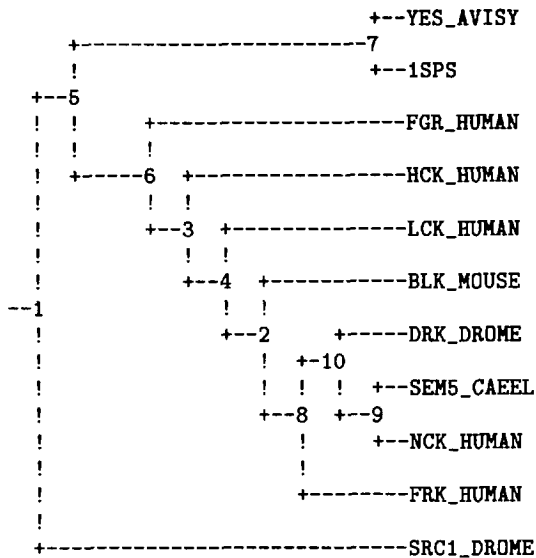 YES_AVISY
7
1SPS
5
FGR_HUMAN
6
HCK_HUMAN
3
LCK_HUMAN
4
BLK_MOUSE
1
2
DRK_DROME
10
SEM5_CAEEL
8
9
NCK_HUMAN
FRK_HUMAN
SRC1_DROME